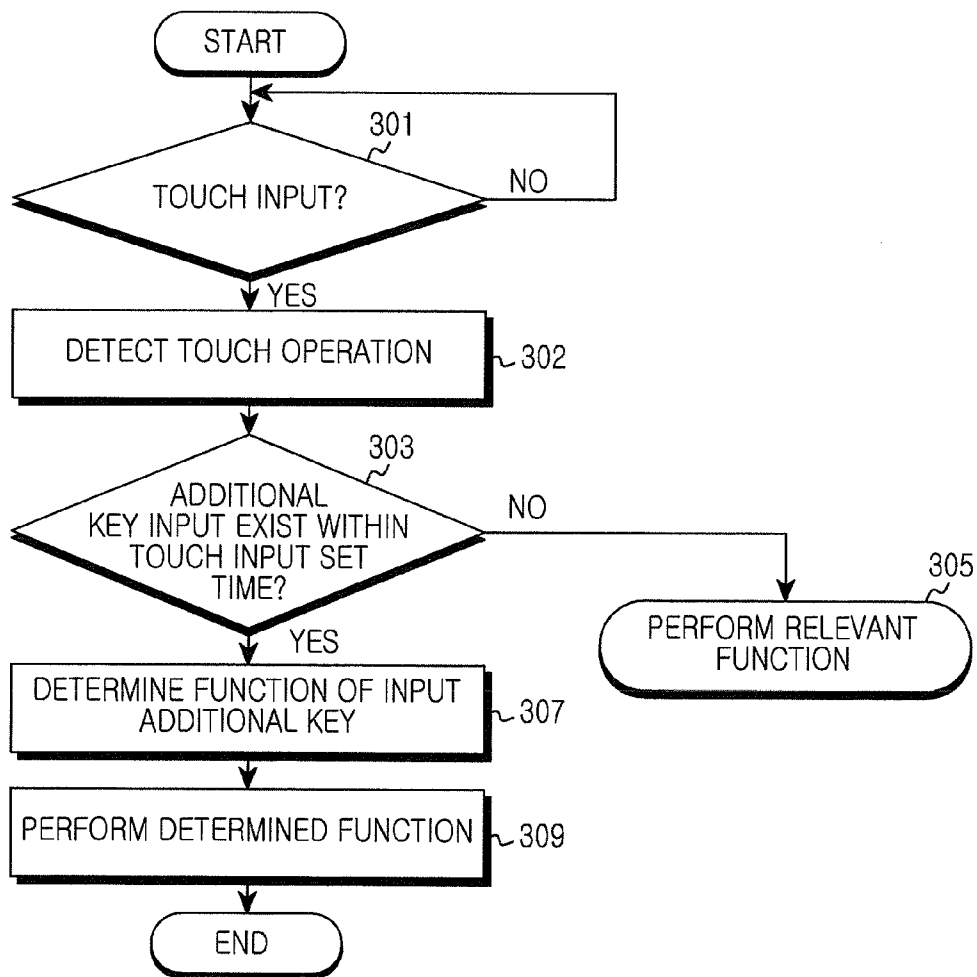 START
301
TOUCH INPUT?
NO
YES
DETECT TOUCH OPERATION
302
303
ADDITIONAL
KEY INPUT EXIST WITHIN
TOUCH INPUT SET
TIME?
NO
YES
305
PERFORM RELEVANT
FUNCTION
DETERMINE FUNCTION OF INPUT
ADDITIONAL KEY
307
PERFORM DETERMINED FUNCTION
309
END